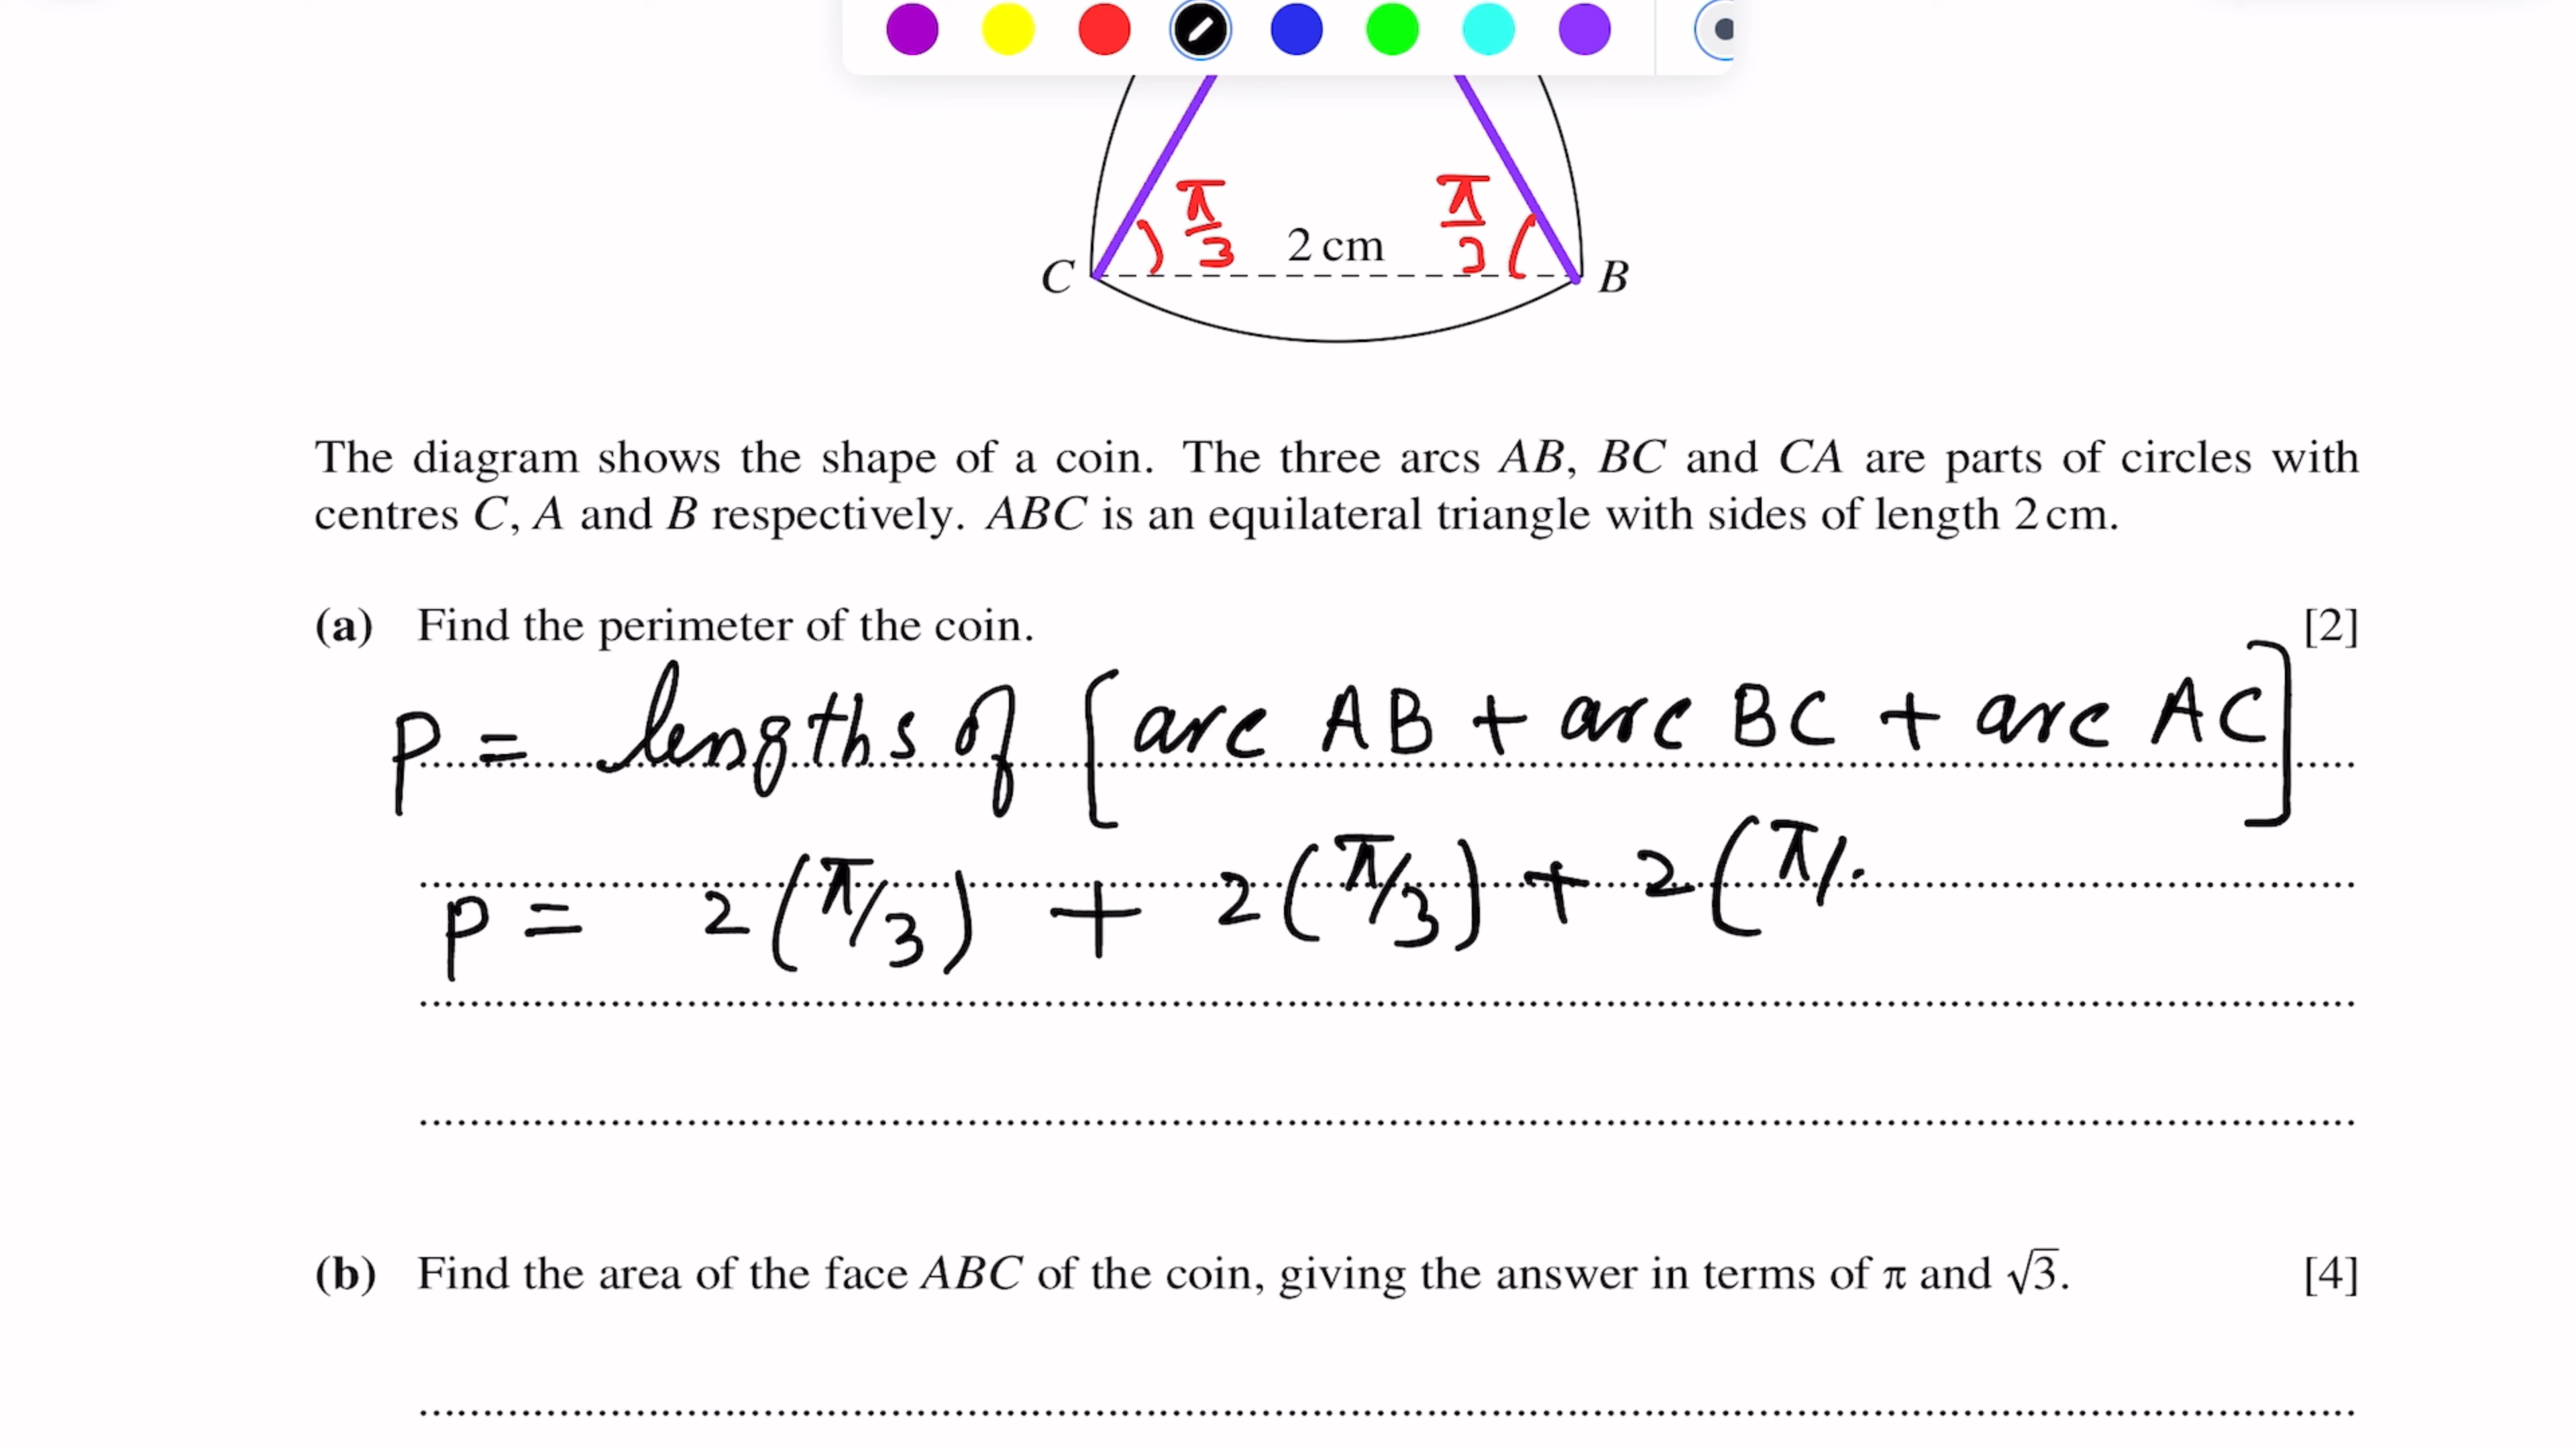 π/3 π/3
2 cm
C B
The diagram shows the shape of a coin. The three arcs AB, BC and CA are parts of circles with
centres C, A and B respectively. ABC is an equilateral triangle with sides of length 2 cm.
(a) Find the perimeter of the coin. [2]
P = lengths of [arc AB + arc BC + arc AC]
P = 2(π/3) + 2(π/3) + 2(π/
(b) Find the area of the face ABC of the coin, giving the answer in terms of π and √3. [4]